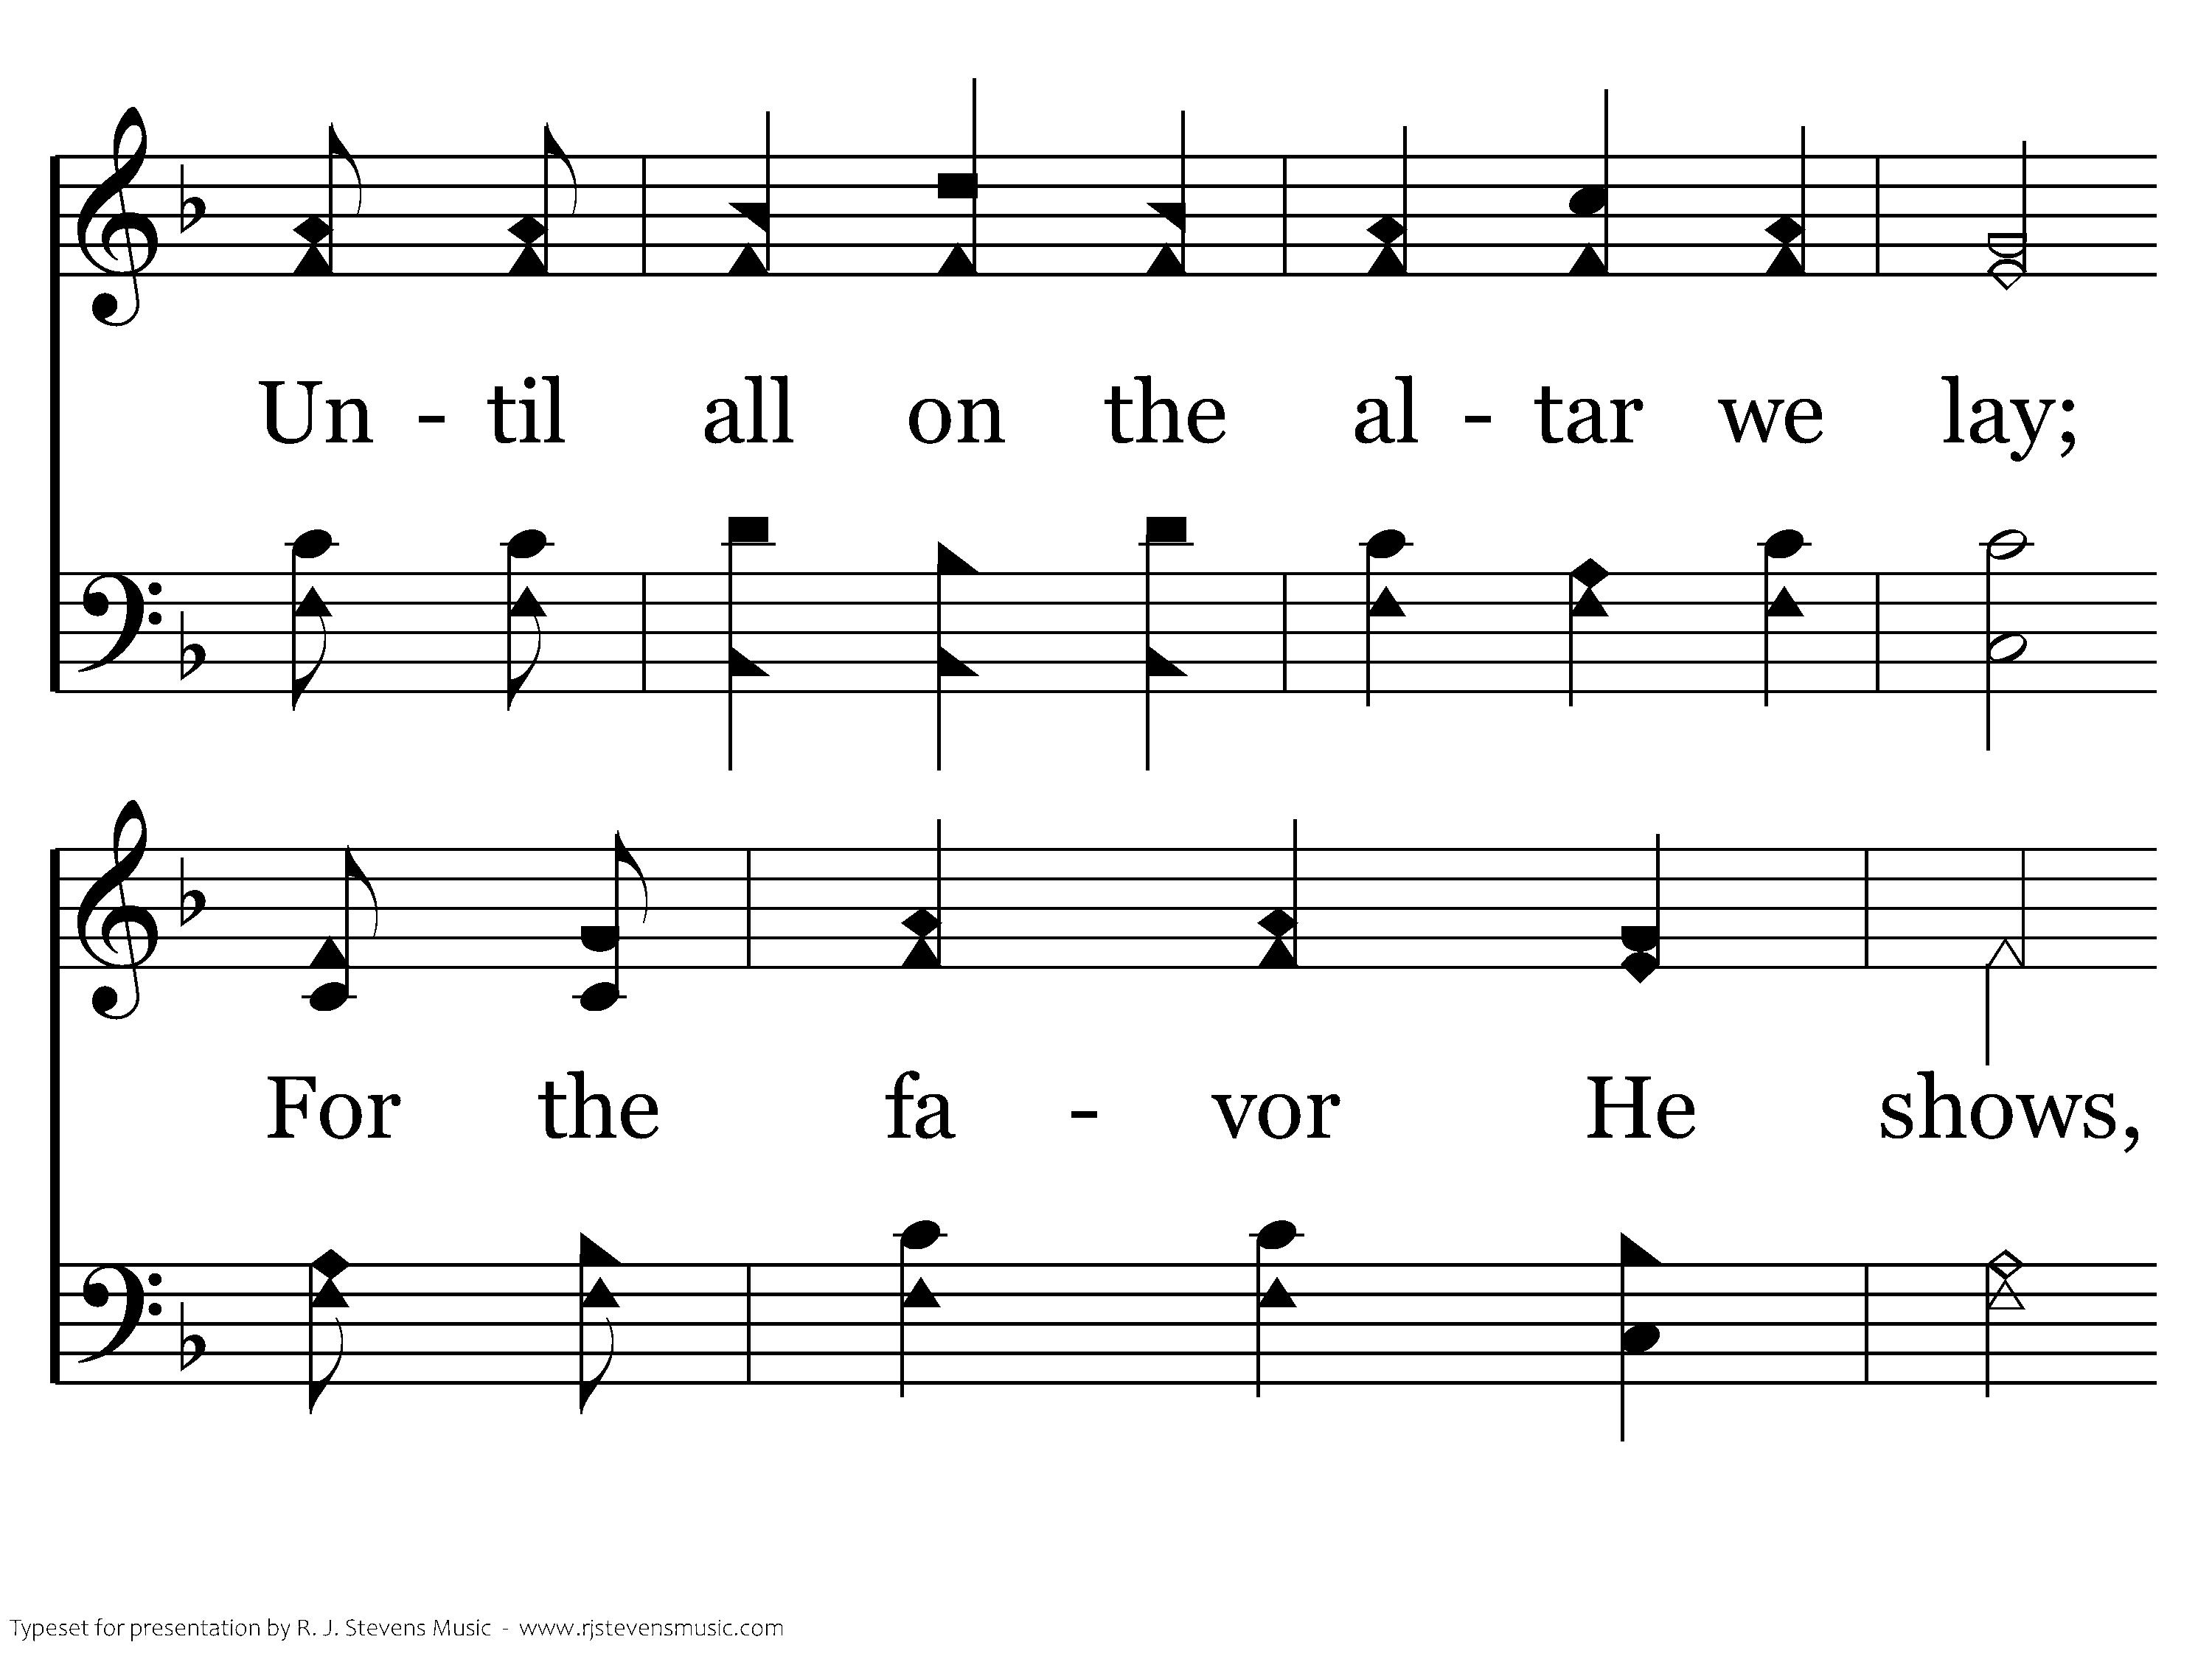 Un - til all on the al - tar we lay;
For the fa - vor He shows,
Typeset for presentation by R. J. Stevens Music - www.rjstevensmusic.com